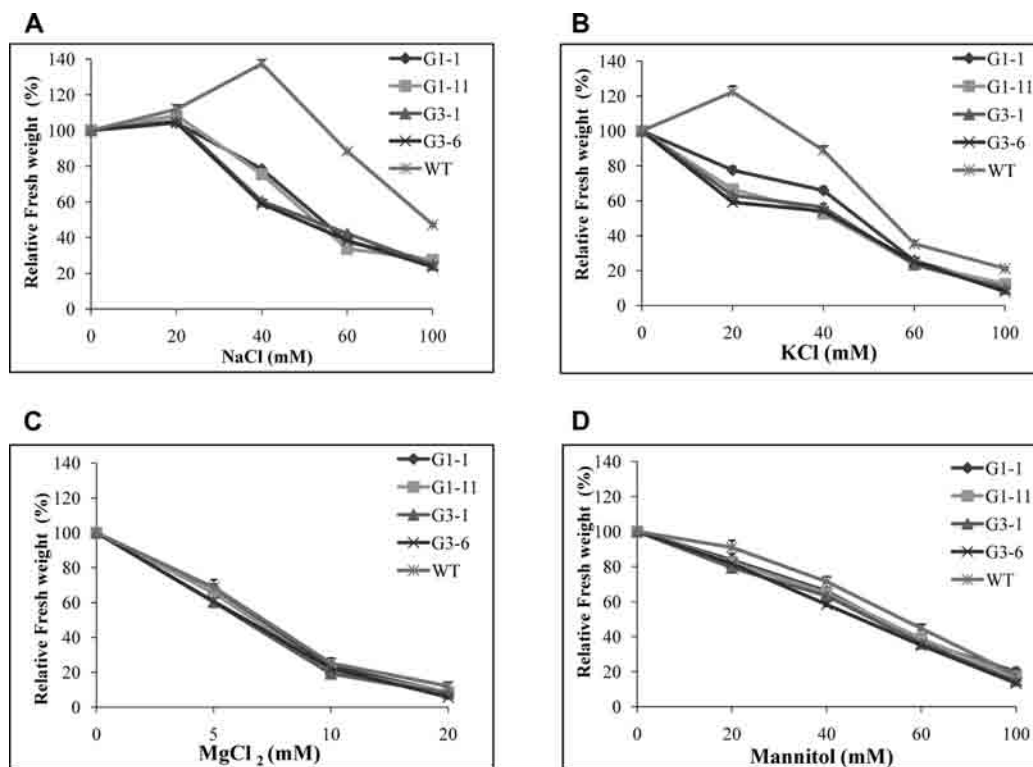 A
Relative Fresh weight (%)
140
120
100
80
60
40
20
0
0 20 40 60 100
NaCl (mM)
G1-1
G1-11
G3-1
G3-6
WT
B
Relative Fresh weight (%)
140
120
100
80
60
40
20
0
0 20 40 60 100
KCl (mM)
G1-1
G1-11
G3-1
G3-6
WT
C
Relative Fresh weight (%)
140
120
100
80
60
40
20
0
0 5 10 20
MgCl 2 (mM)
G1-1
G1-11
G3-1
G3-6
WT
D
Relative Fresh weight (%)
140
120
100
80
60
40
20
0
0 20 40 60 100
Mannitol (mM)
G1-1
G1-11
G3-1
G3-6
WT